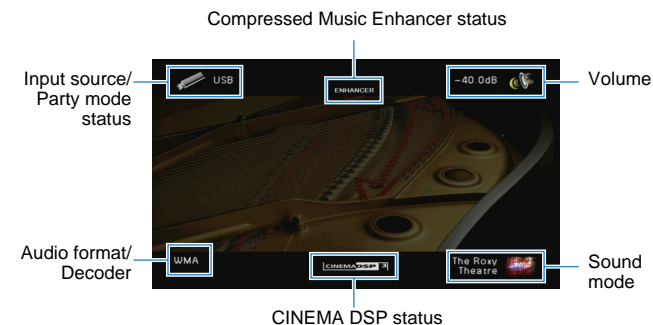 Compressed Music Enhancer status
Input source/
Party mode
status
USB
ENHANCER
-40.0dB
Volume
Audio format/
Decoder
WMA
CINEMA DSP 3
The Roxy
Theatre
Sound
mode
CINEMA DSP status